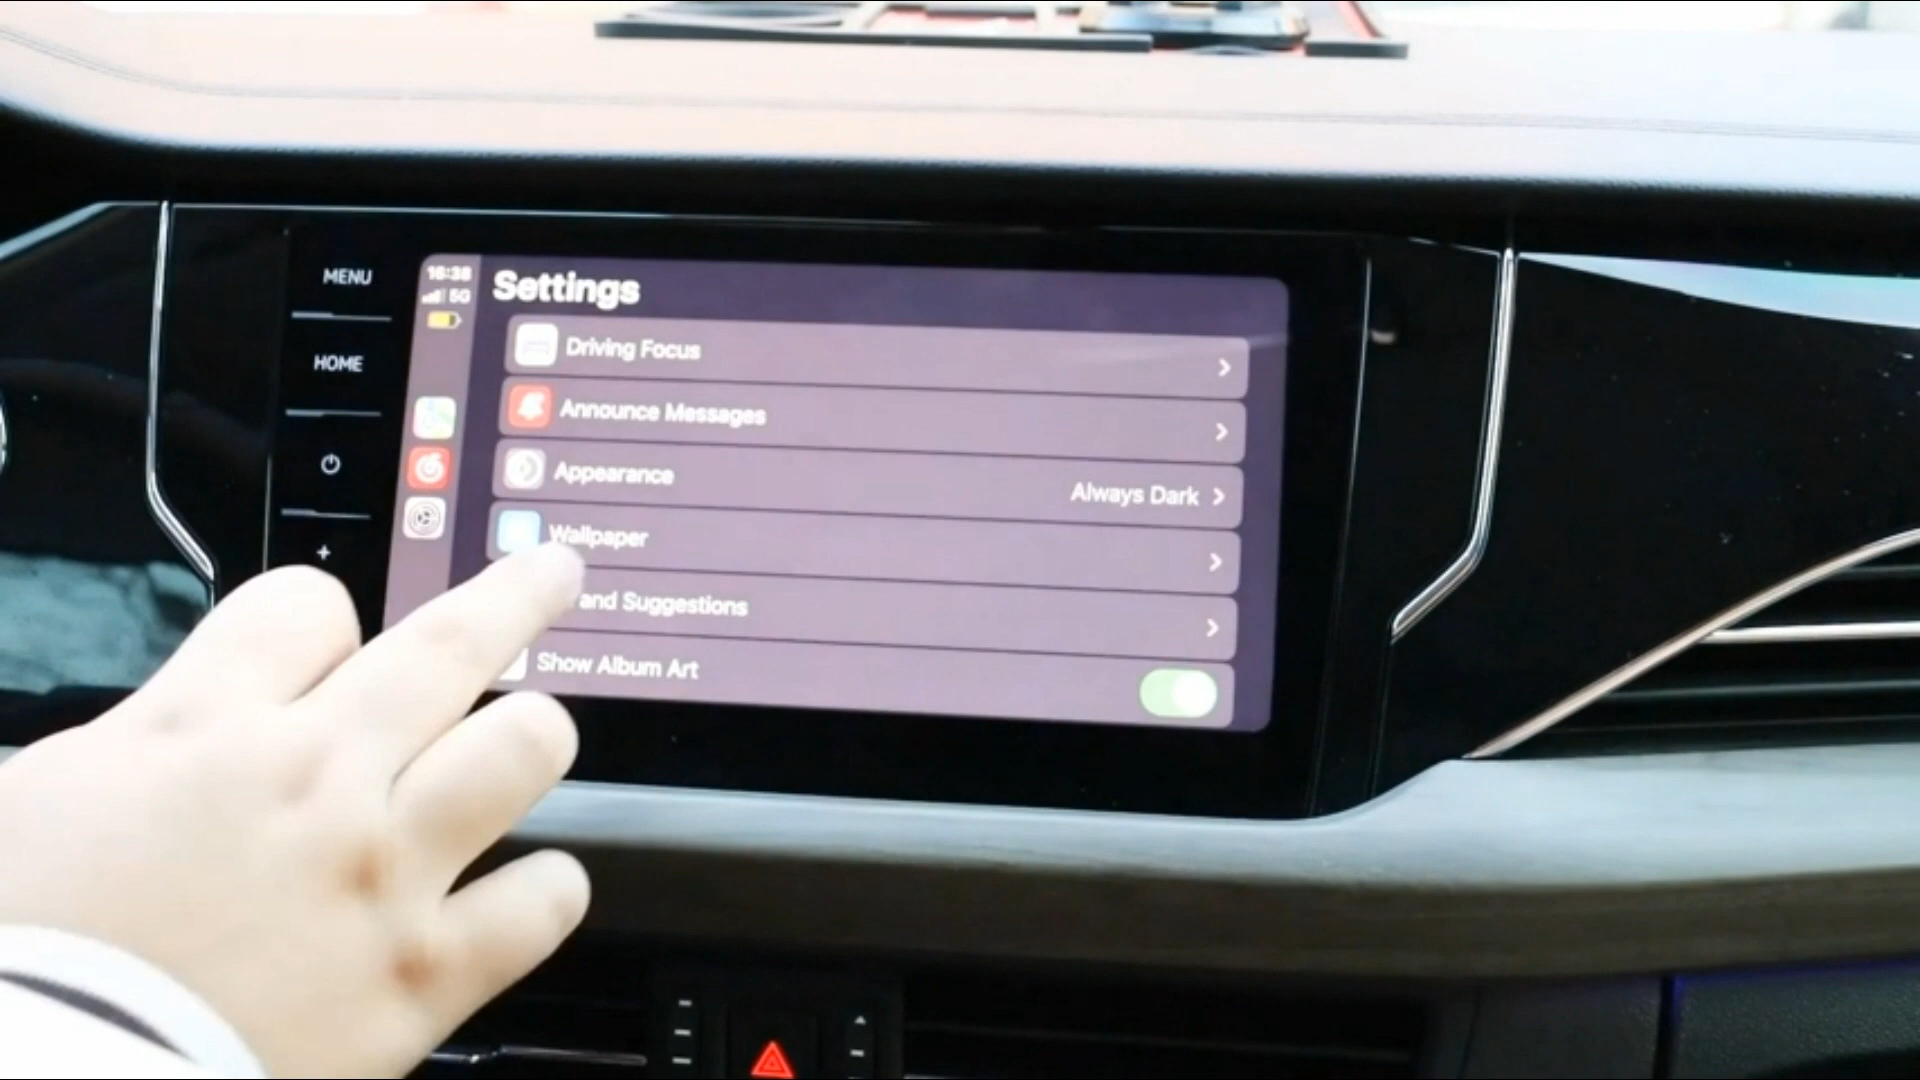 MENU
HOME
16:38
5G
Settings
Driving Focus
Announce Messages
Appearance
Always Dark
Wallpaper
and Suggestions
Show Album Art